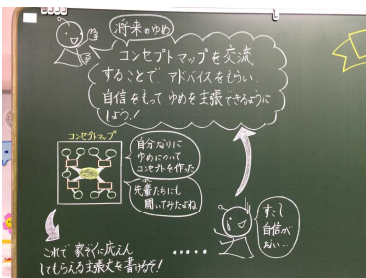 将来のゆめ
コンセプトマップを交流
することで アドバイスをもらい、
自信をもって ゆめを主張できるように
しよう！
コンセプトマップ
自分なりに
ゆめについて
コンセプトを作った
先輩たちにも
聞いてみたよね
すこし
自信が
ない…
これで 家ぞくに応えん
してもらえる主張文を書けるぞ！
……